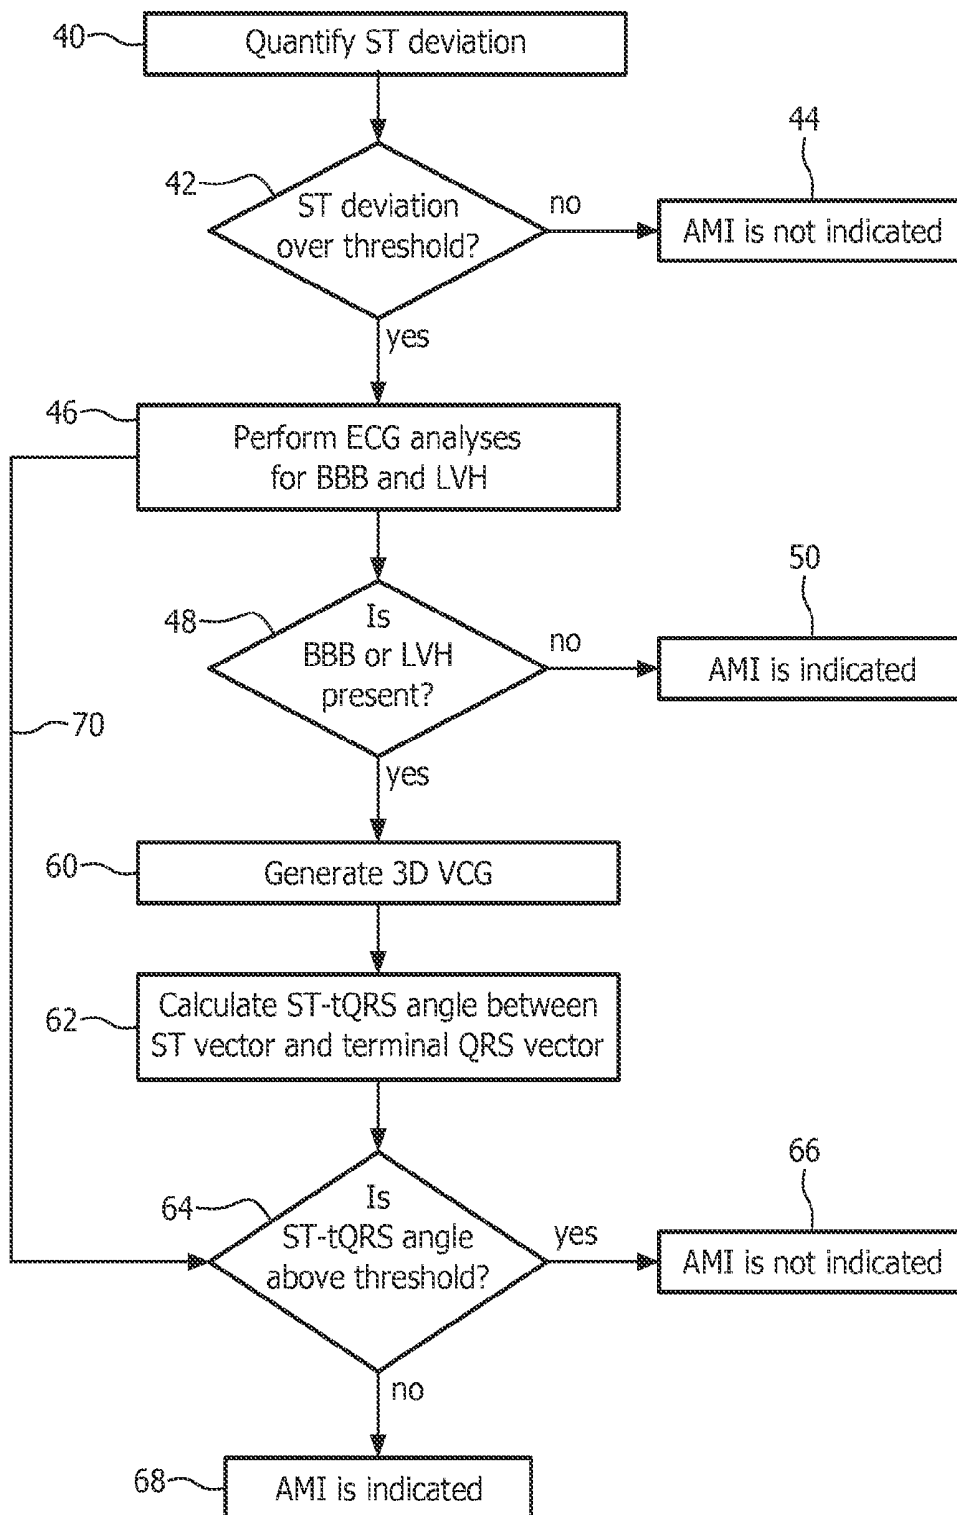 40
Quantify ST deviation
44
42
ST deviation
over threshold?
no
AMI is not indicated
yes
46
Perform ECG analyses
for BBB and LVH
50
48
Is
BBB or LVH
present?
no
AMI is indicated
70
yes
60
Generate 3D VCG
62
Calculate ST-tQRS angle between
ST vector and terminal QRS vector
66
64
Is
ST-tQRS angle
above threshold?
yes
AMI is not indicated
no
68
AMI is indicated